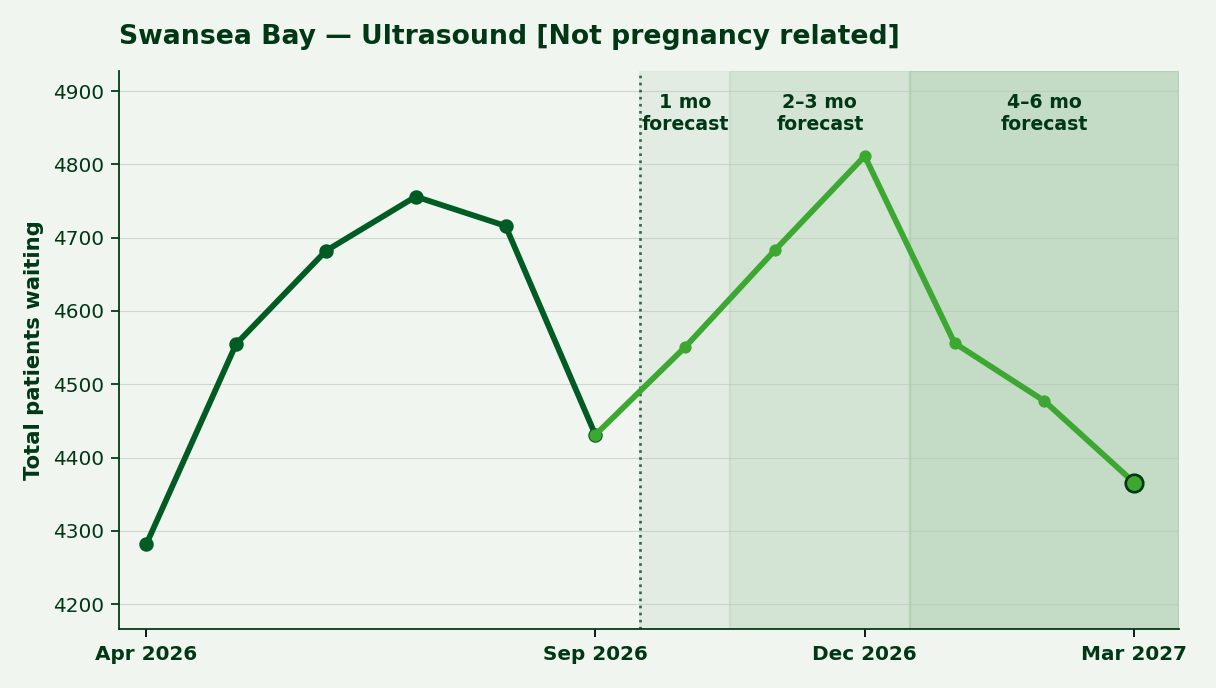 Swansea Bay — Ultrasound [Not pregnancy related]
Total patients waiting
4900
4800
4700
4600
4500
4400
4300
4200
1 mo
forecast
2–3 mo
forecast
4–6 mo
forecast
Apr 2026
Sep 2026
Dec 2026
Mar 2027